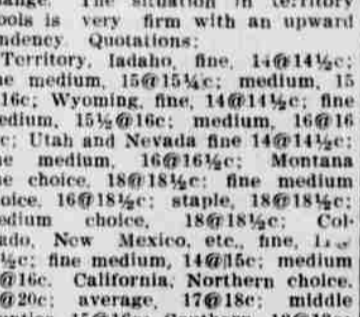 The situation in territory
ools is very firm with an upward
ndency Quotations:
Territory, Iadaho, fine, 14@14½c;
ne medium, 15@15¼c; medium, 15
16c; Wyoming, fine, 14@14½c; fine
edium, 15½@16c; medium, 16@16
c; Utah and Nevada fine 14@14½c;
ne medium, 16@16½c; Montana
ne choice, 18@18½c; fine medium
oice, 16@18½c; staple, 18@18½c;
edium choice, 18@18½c; Col-
ado, New Mexico, etc., fine,
½c; fine medium, 14@15c; medium
@16c. California, Northern choice,
@20c; average, 17@18c; middle